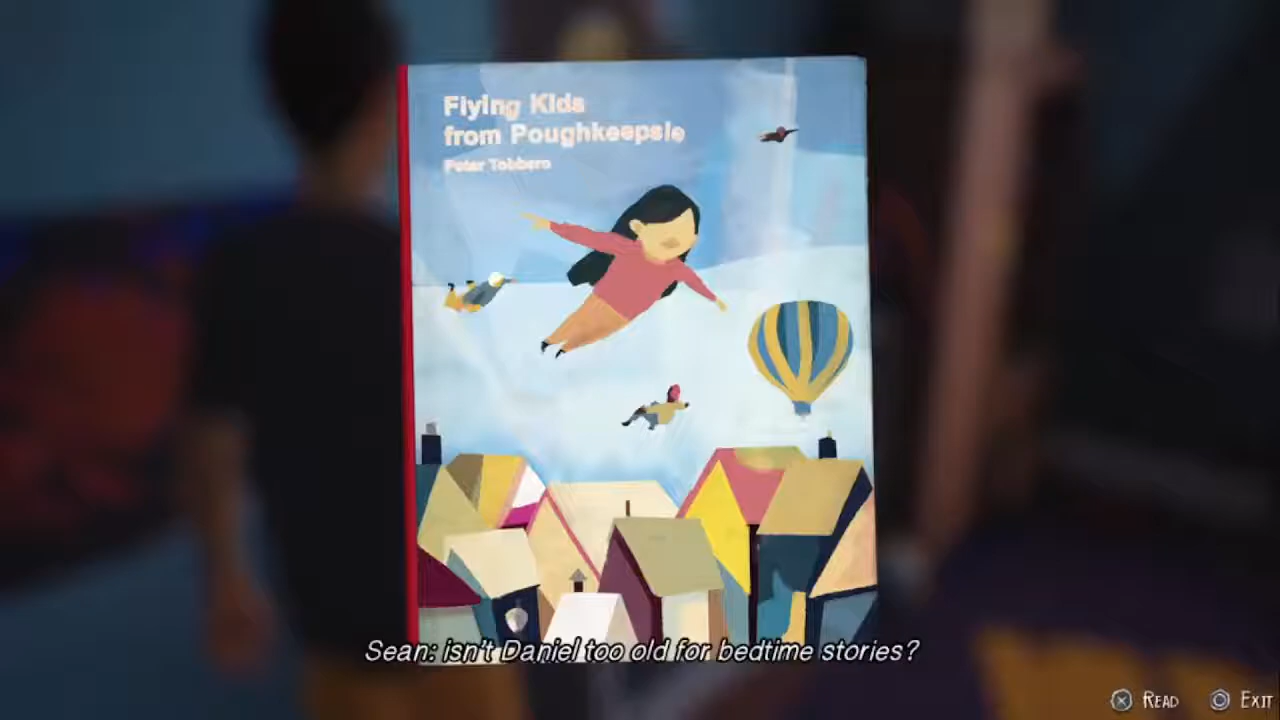 Flying Kids
from Poughkeepsie
Peter Tobbero
Sean: isn't Daniel too old for bedtime stories?
READ
EXIT